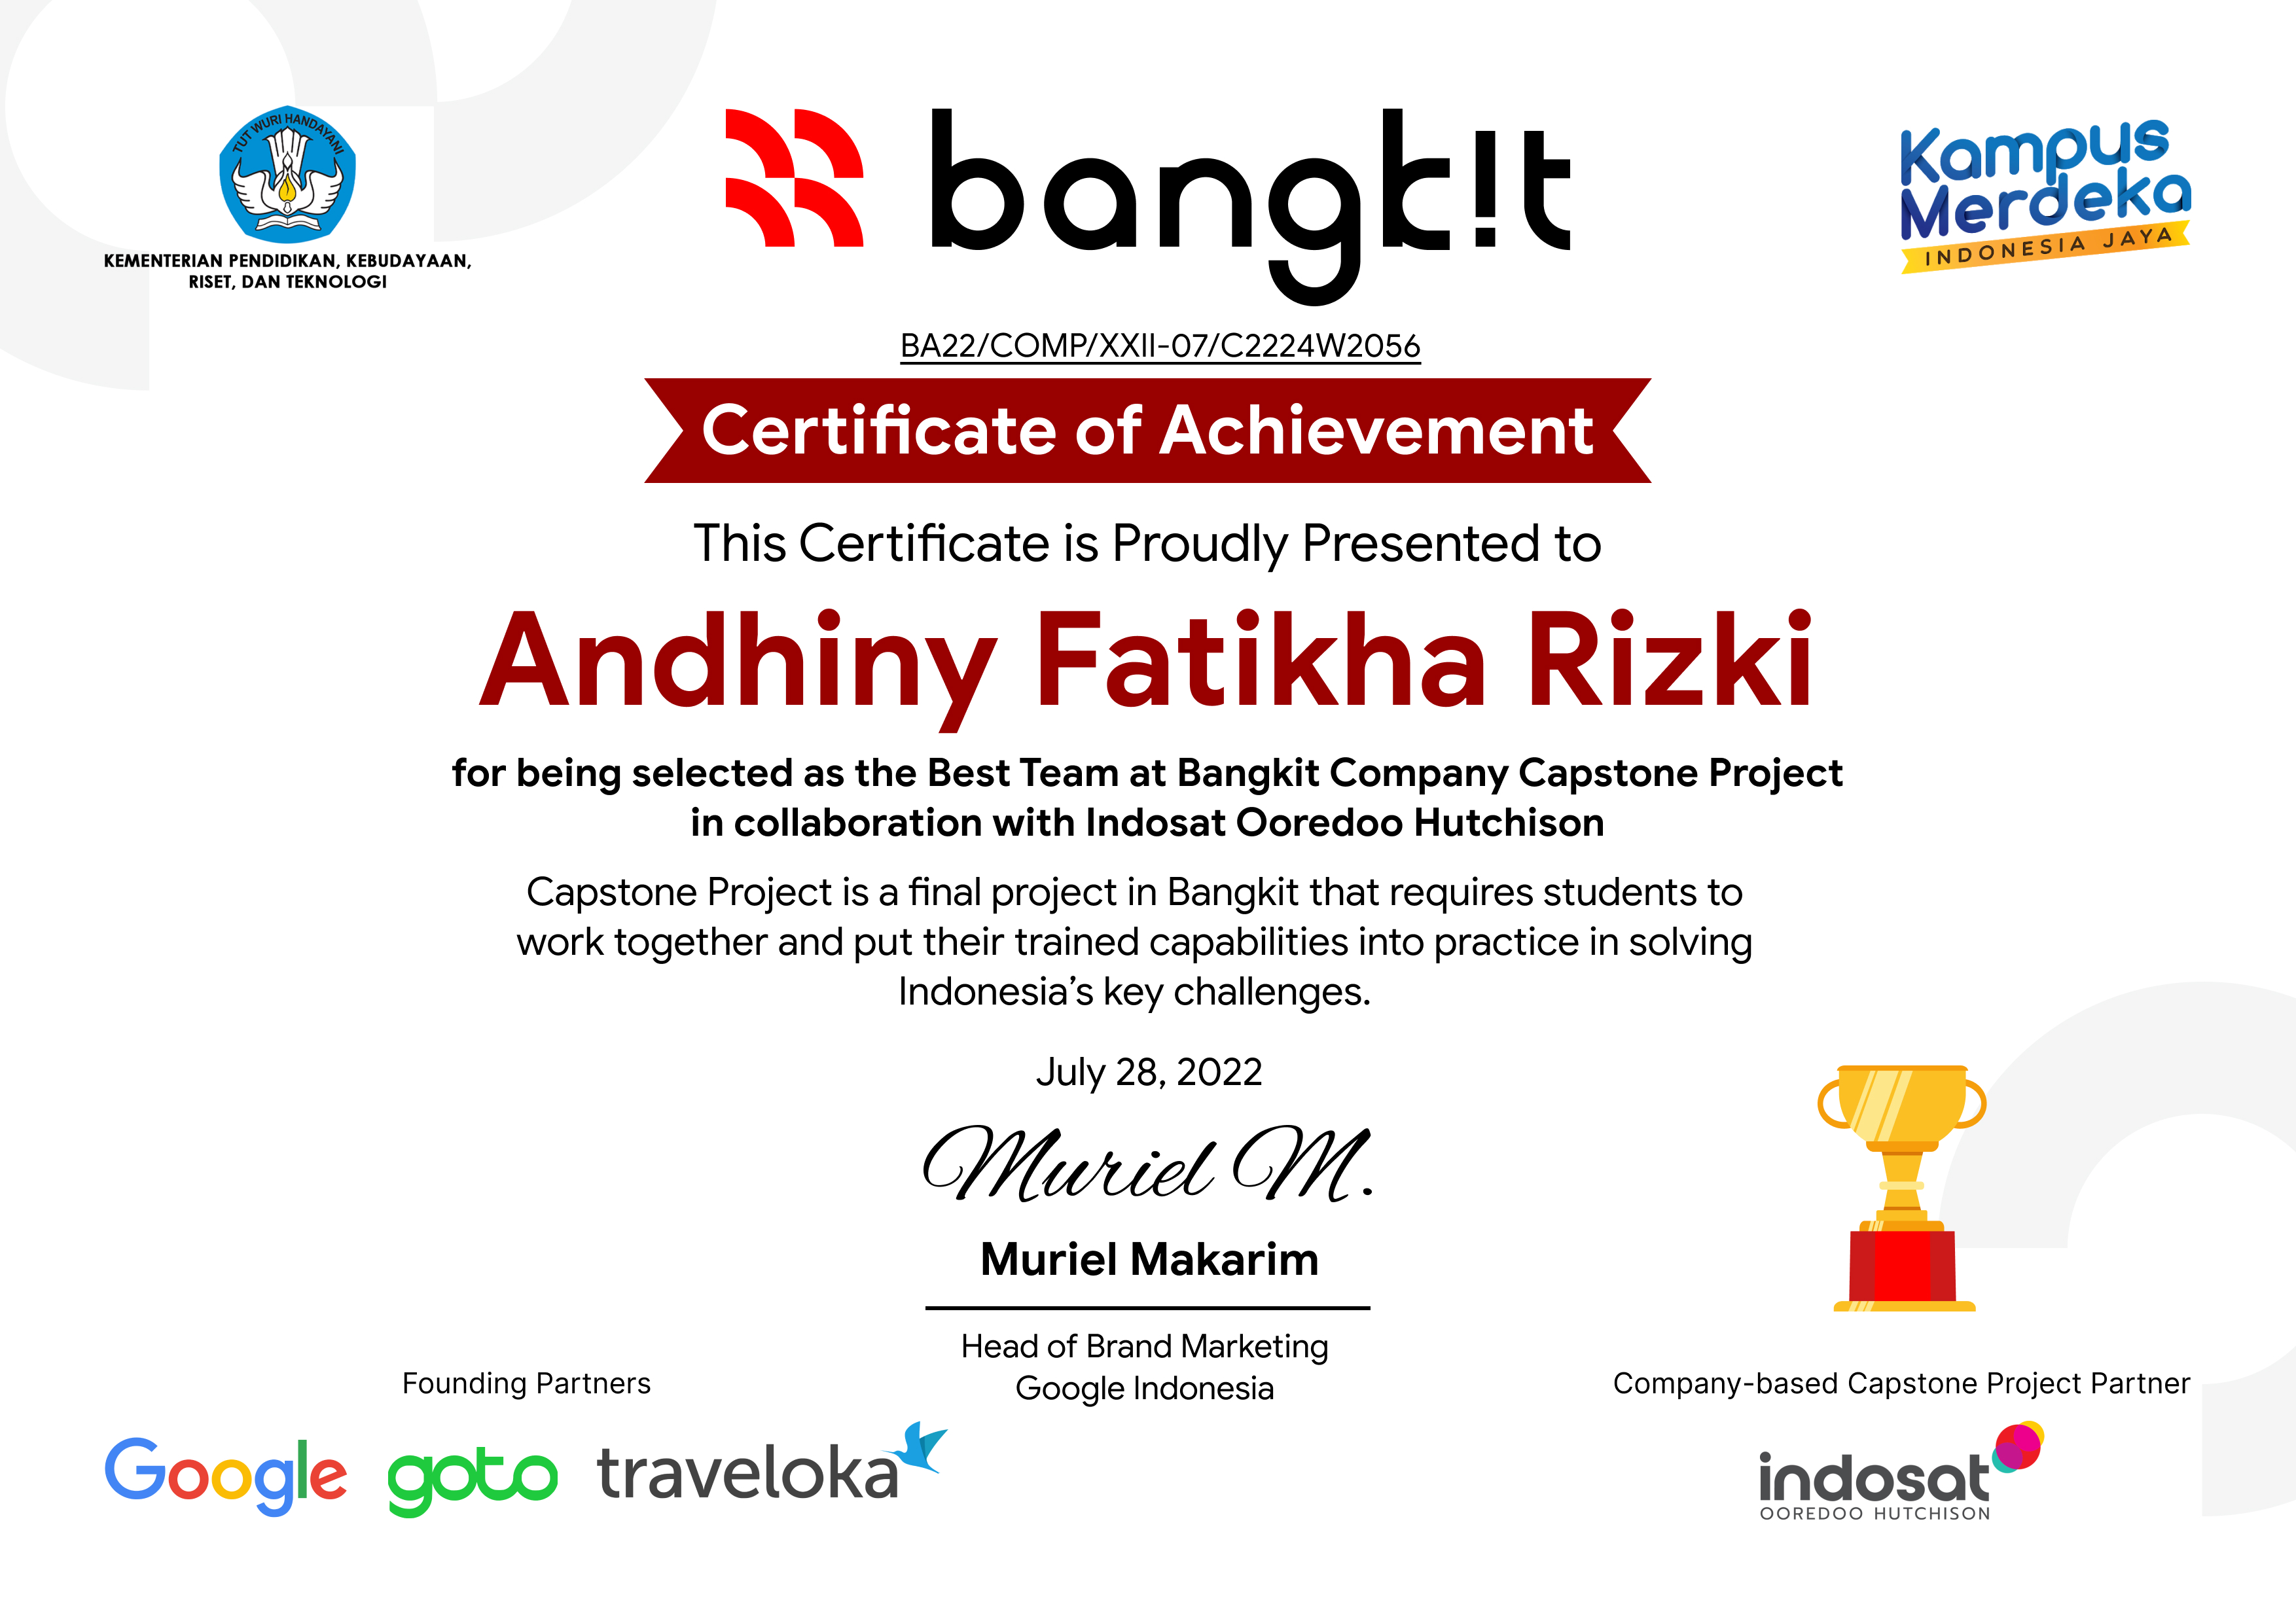 TUT WURI HANDAYANI
KEMENTERIAN PENDIDIKAN, KEBUDAYAAN,
RISET, DAN TEKNOLOGI
bangk!t
Kampus
Merdeka
INDONESIA JAYA
BA22/COMP/XXII-07/C2224W2056
Certificate of Achievement
This Certificate is Proudly Presented to
Andhiny Fatikha Rizki
for being selected as the Best Team at Bangkit Company Capstone Project
in collaboration with Indosat Ooredoo Hutchison
Capstone Project is a final project in Bangkit that requires students to
work together and put their trained capabilities into practice in solving
Indonesia’s key challenges.
July 28, 2022
Muriel M.
Muriel Makarim
Head of Brand Marketing
Google Indonesia
Founding Partners
Google goto traveloka
Company-based Capstone Project Partner
indosat
OOREDOO HUTCHISON